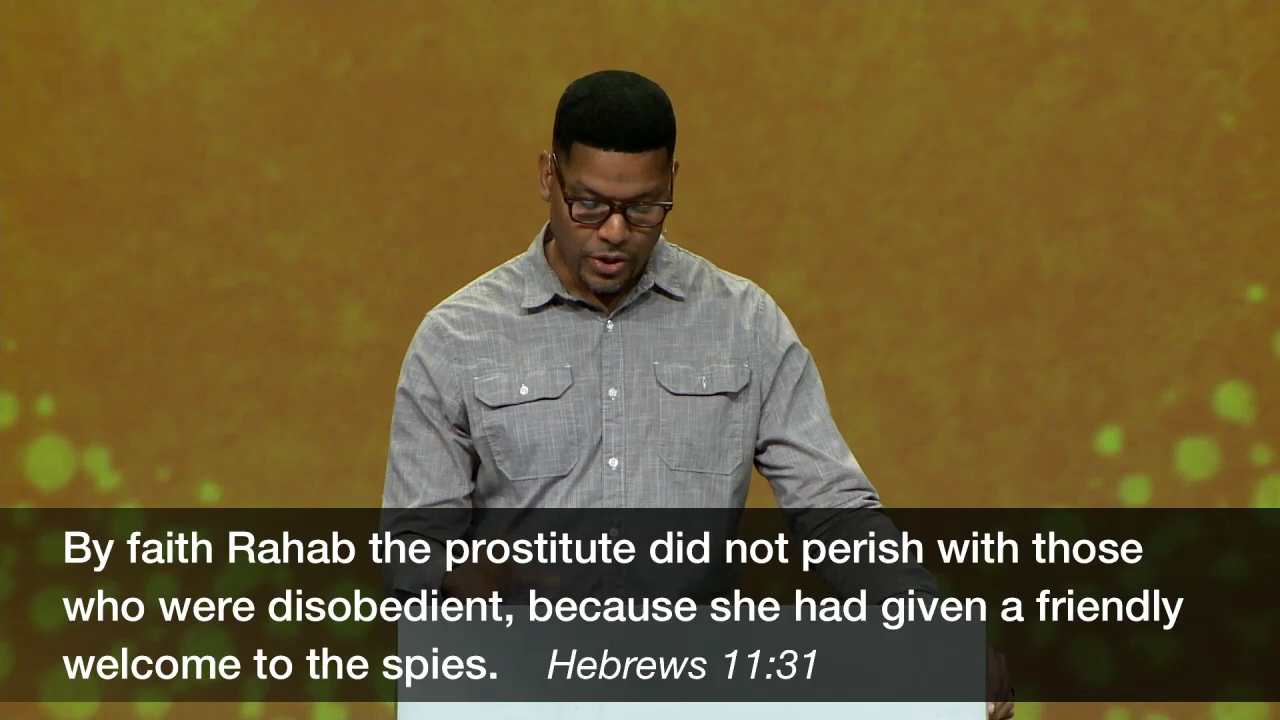 By faith Rahab the prostitute did not perish with those
who were disobedient, because she had given a friendly
welcome to the spies. Hebrews 11:31